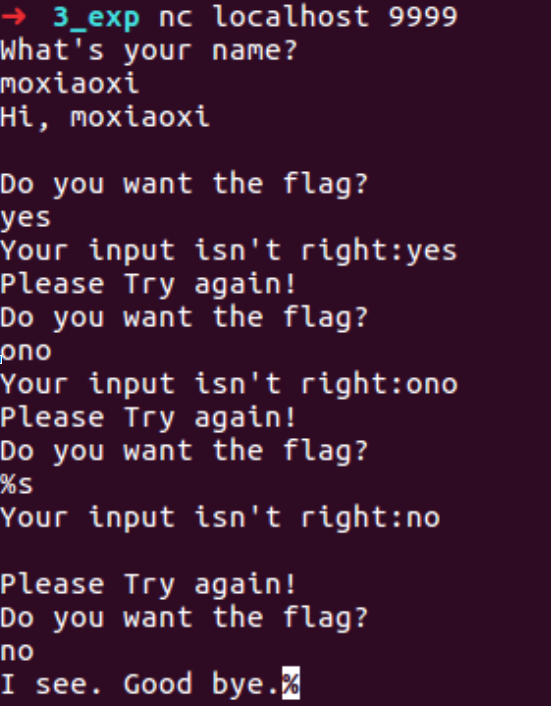 ➜ 3_exp nc localhost 9999
What's your name?
moxiaoxi
Hi, moxiaoxi
Do you want the flag?
yes
Your input isn't right:yes
Please Try again!
Do you want the flag?
ono
Your input isn't right:ono
Please Try again!
Do you want the flag?
%s
Your input isn't right:no
Please Try again!
Do you want the flag?
no
I see. Good bye.%